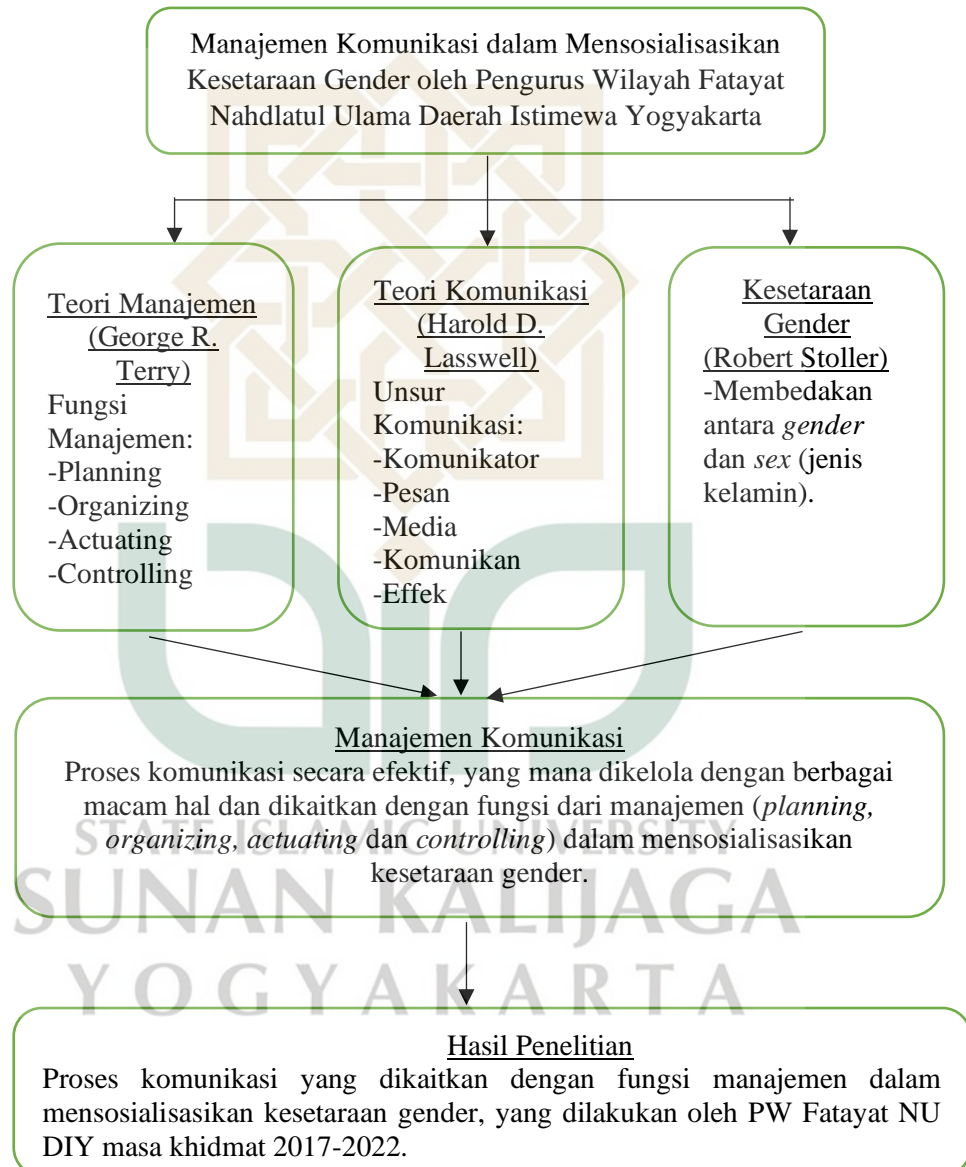 Manajemen Komunikasi dalam Mensosialisasikan
Kesetaraan Gender oleh Pengurus Wilayah Fatayat
Nahdlatul Ulama Daerah Istimewa Yogyakarta
Teori Manajemen
(George R.
Terry)
Fungsi
Manajemen:
-Planning
-Organizing
-Actuating
-Controlling
Teori Komunikasi
(Harold D.
Lasswell)
Unsur
Komunikasi:
-Komunikator
-Pesan
-Media
-Komunikan
-Effek
Kesetaraan
Gender
(Robert Stoller)
-Membedakan
antara gender
dan sex (jenis
kelamin).
Manajemen Komunikasi
Proses komunikasi secara efektif, yang mana dikelola dengan berbagai
macam hal dan dikaitkan dengan fungsi dari manajemen (planning,
organizing, actuating dan controlling) dalam mensosialisasikan
kesetaraan gender.
STATE ISLAMIC UNIVERSITY
SUNAN KALIJAGA
YOGYAKARTA
Hasil Penelitian
Proses komunikasi yang dikaitkan dengan fungsi manajemen dalam
mensosialisasikan kesetaraan gender, yang dilakukan oleh PW Fatayat NU
DIY masa khidmat 2017-2022.